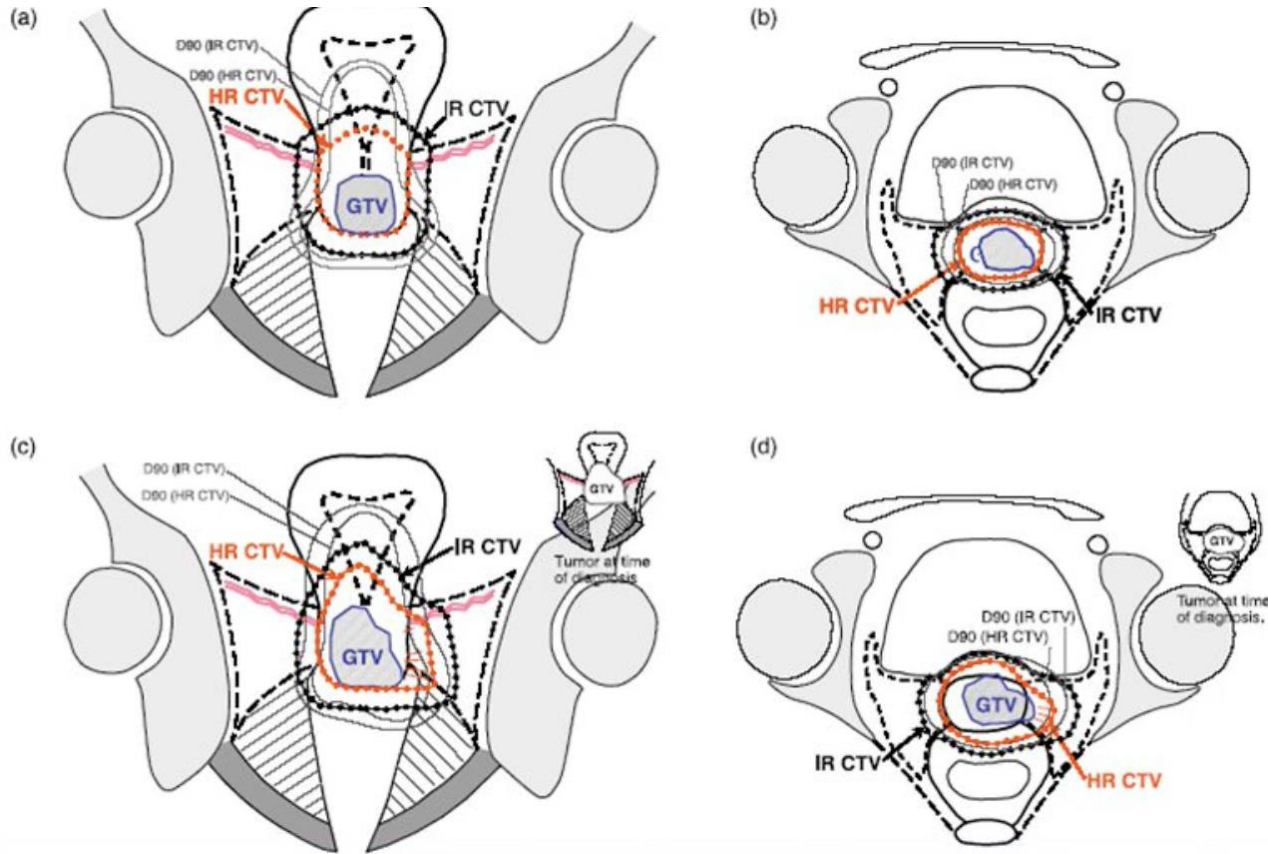 (a)
D90 (IR CTV)
D90 (HR CTV)
HR CTV
IR CTV
GTV
(b)
D90 (IR CTV)
D90 (HR CTV)
GTV
HR CTV
IR CTV
(c)
D90 (IR CTV)
D90 (HR CTV)
HR CTV
IR CTV
GTV
GTV
Tumor at time
of diagnosis
(d)
GTV
Tumor at time
of diagnosis.
D90 (IR CTV)
D90 (HR CTV)
GTV
IR CTV
HR CTV